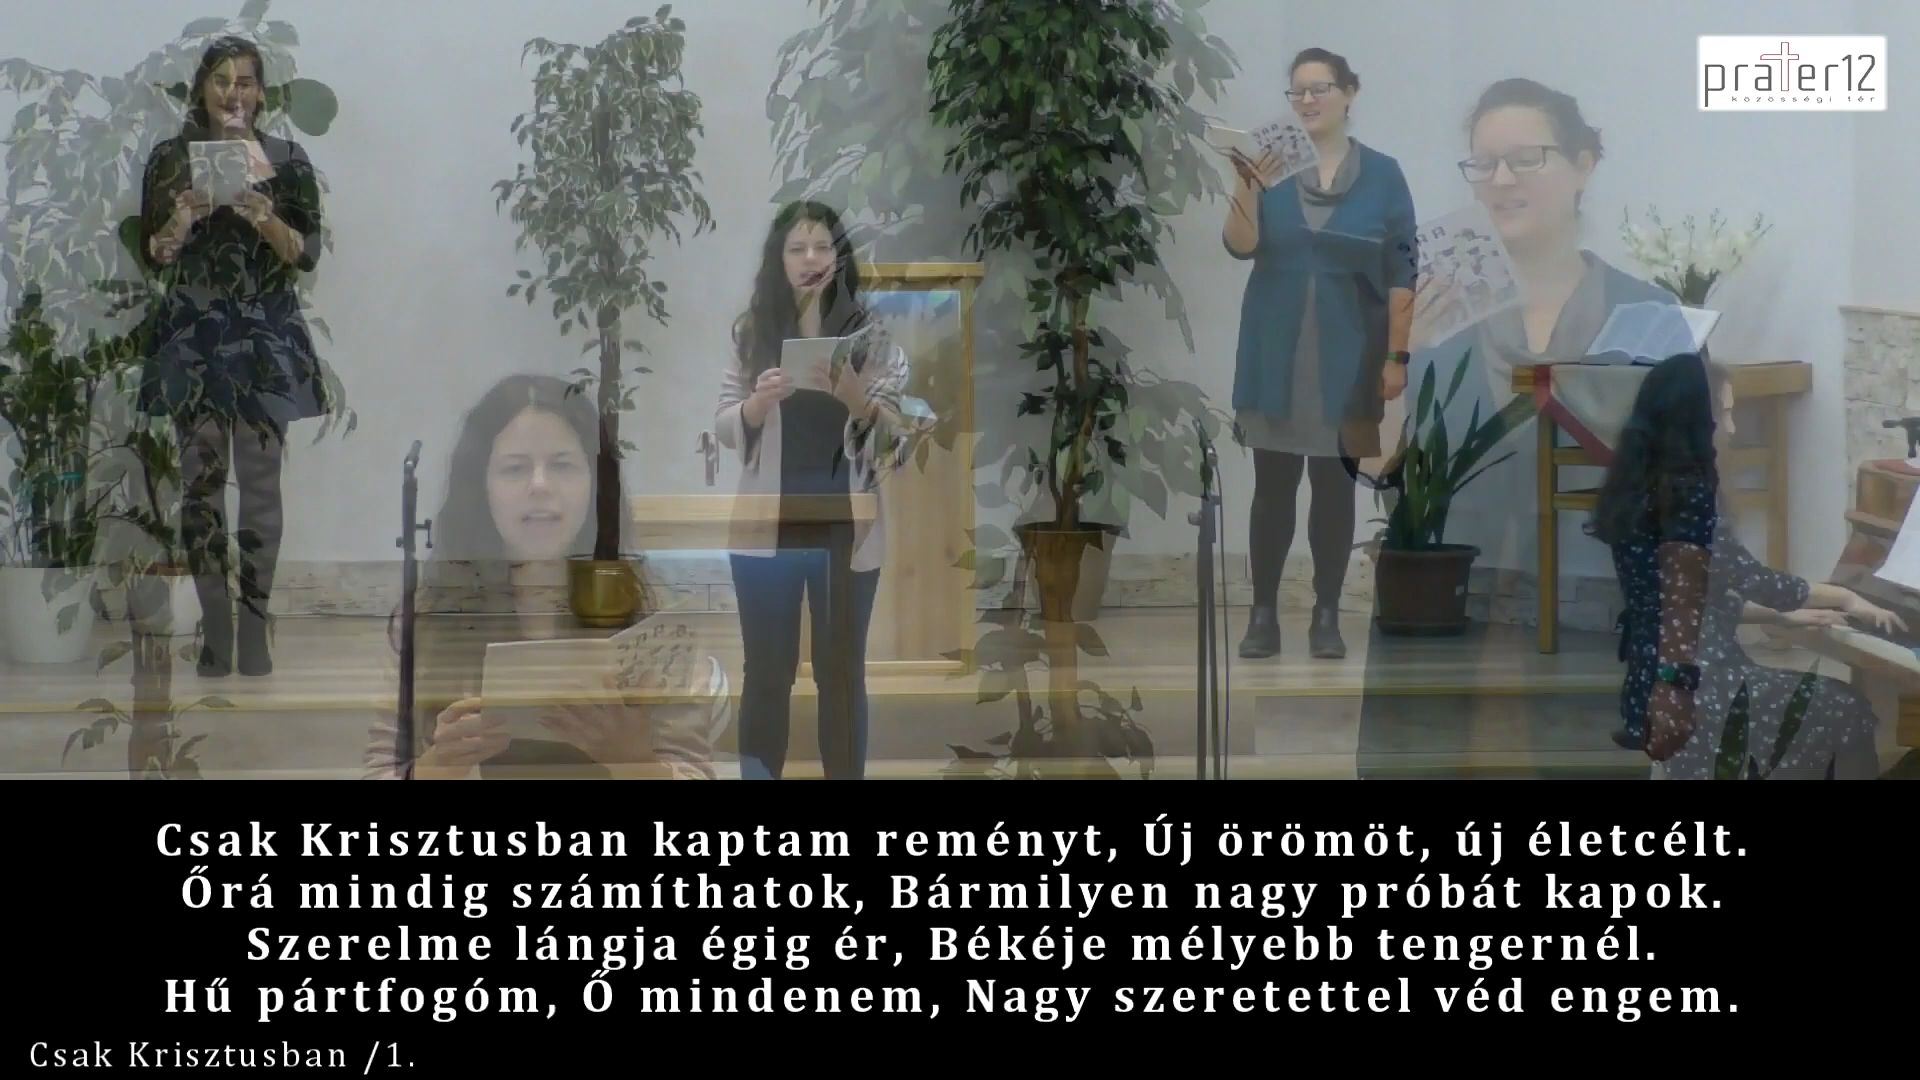 prater12
közösségi tér
Csak Krisztusban kaptam reményt, Új örömöt, új életcélt.
Őrá mindig számíthatok, Bármilyen nagy próbát kapok.
Szerelme lángja égig ér, Békéje mélyebb tengernél.
Hű pártfogóm, Ő mindenem, Nagy szeretettel véd engem.
Csak Krisztusban /1.